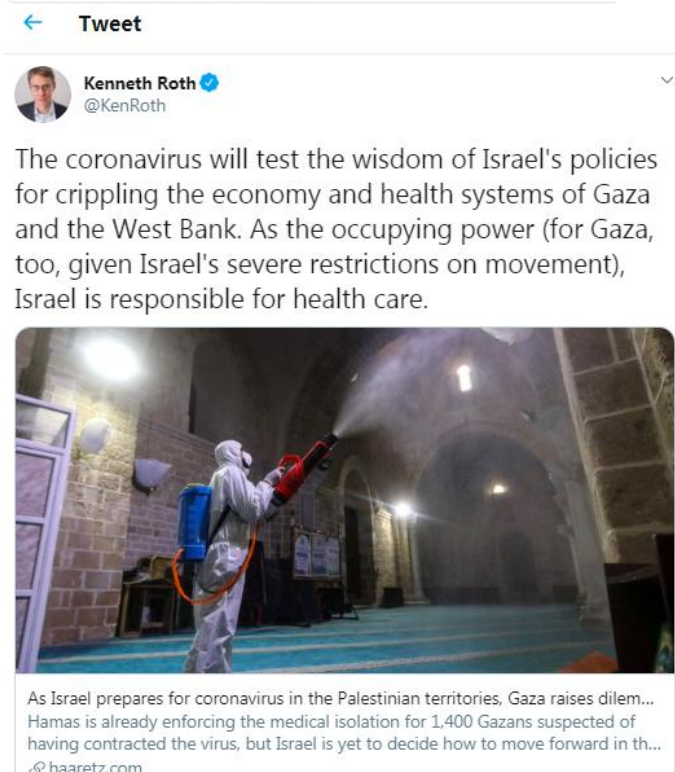 Tweet
Kenneth Roth
@KenRoth
The coronavirus will test the wisdom of Israel's policies
for crippling the economy and health systems of Gaza
and the West Bank. As the occupying power (for Gaza,
too, given Israel's severe restrictions on movement),
Israel is responsible for health care.
As Israel prepares for coronavirus in the Palestinian territories, Gaza raises dilem...
Hamas is already enforcing the medical isolation for 1,400 Gazans suspected of
having contracted the virus, but Israel is yet to decide how to move forward in th...
haaretz.com